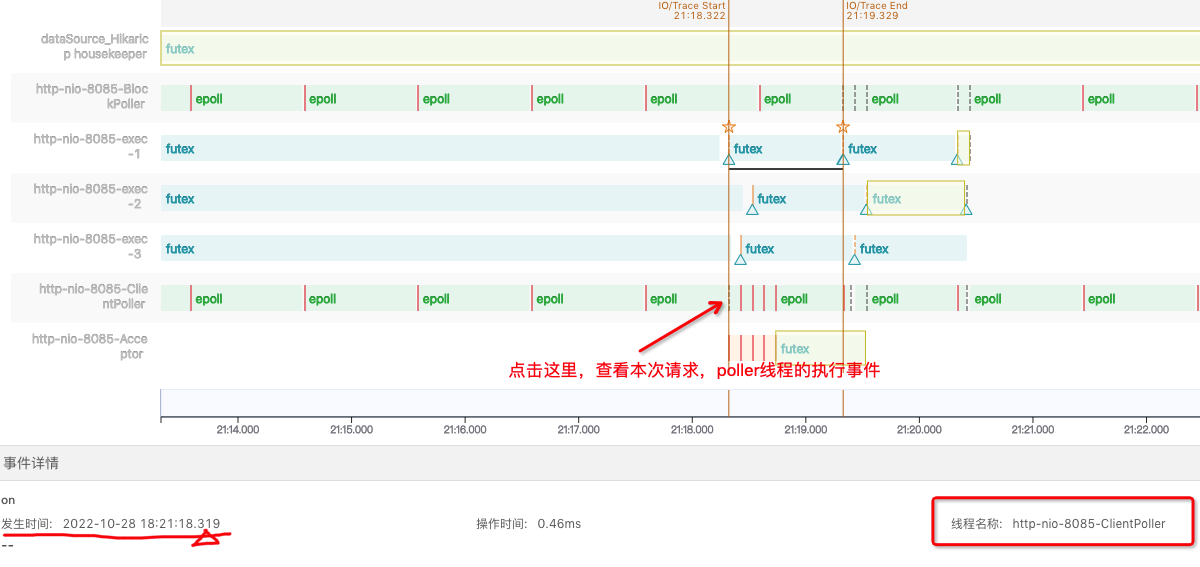 IO/Trace Start
21:18.322
IO/Trace End
21:19.329
dataSource_Hikaric
p housekeeper
futex
http-nio-8085-Bloc
kPoller
epoll epoll epoll epoll epoll epoll epoll epoll epoll
http-nio-8085-exec
-1
futex futex futex
http-nio-8085-exec
-2
futex futex futex
http-nio-8085-exec
-3
futex futex futex
http-nio-8085-Clie
ntPoller
epoll epoll epoll epoll epoll epoll epoll epoll epoll
http-nio-8085-Acce
ptor
futex
点击这里，查看本次请求，poller线程的执行事件
21:14.000 21:15.000 21:16.000 21:17.000 21:18.000 21:19.000 21:20.000 21:21.000 21:22.000
事件详情
on
发生时间: 2022-10-28 18:21:18.319 操作时间: 0.46ms 线程名称: http-nio-8085-ClientPoller
--